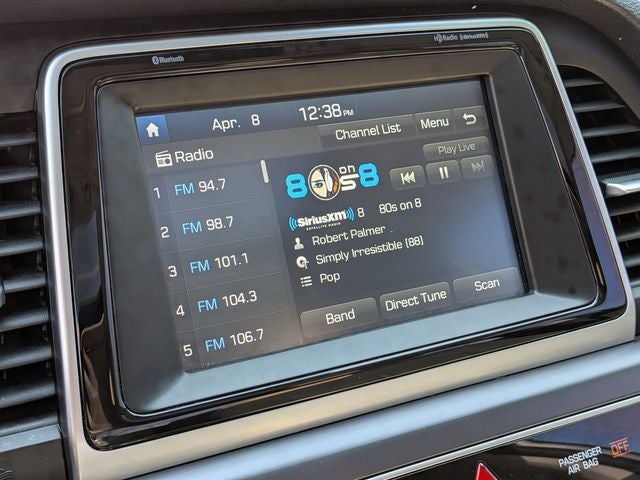 Bluetooth
HD Radio ((SiriusXM))
Apr. 8
12:38 PM
Channel List
Menu
Radio
Play Live
1 FM 94.7
2 FM 98.7
3 FM 101.1
4 FM 104.3
5 FM 106.7
80s on 8
((SiriusXM))
SATELLITE RADIO
8 80s on 8
Robert Palmer
Simply Irresistible [88]
Pop
Band
Direct Tune
Scan
PASSENGER
AIR BAG
OFF